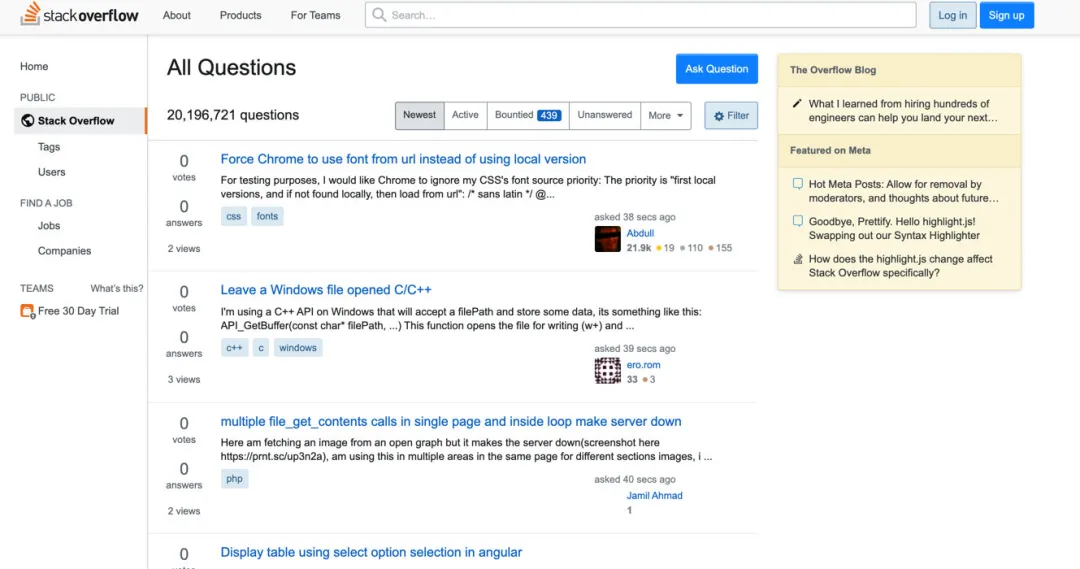 stackoverflow About Products For Teams Search… Log in Sign up
Home
PUBLIC
Stack Overflow
Tags
Users
FIND A JOB
Jobs
Companies
TEAMS What's this?
Free 30 Day Trial
All Questions
Ask Question
20,196,721 questions
Newest Active Bountied 439 Unanswered More Filter
0
votes
0
answers
2 views
Force Chrome to use font from url instead of using local version
For testing purposes, I would like Chrome to ignore my CSS's font source priority: The priority is "first local
versions, and if not found locally, then load from url": /* sans latin */ @...
css fonts
asked 38 secs ago
Abdull
21.9k 19 110 155
0
votes
0
answers
3 views
Leave a Windows file opened C/C++
I'm using a C++ API on Windows that will accept a filePath and store some data, its something like this:
API_GetBuffer(const char* filePath, ...) This function opens the file for writing (w+) and ...
c++ c windows
asked 39 secs ago
ero.rom
33 3
0
votes
0
answers
2 views
multiple file_get_contents calls in single page and inside loop make server down
Here am fetching an image from an open graph but it makes the server down(screenshot here
https://prnt.sc/up3n2a), am using this in multiple areas in the same page for different sections images, i ...
php
asked 40 secs ago
Jamil Ahmad
1
0
votes
Display table using select option selection in angular
The Overflow Blog
What I learned from hiring hundreds of
engineers can help you land your next…
Featured on Meta
Hot Meta Posts: Allow for removal by
moderators, and thoughts about future…
Goodbye, Prettify. Hello highlight.js!
Swapping out our Syntax Highlighter
How does the highlight.js change affect
Stack Overflow specifically?